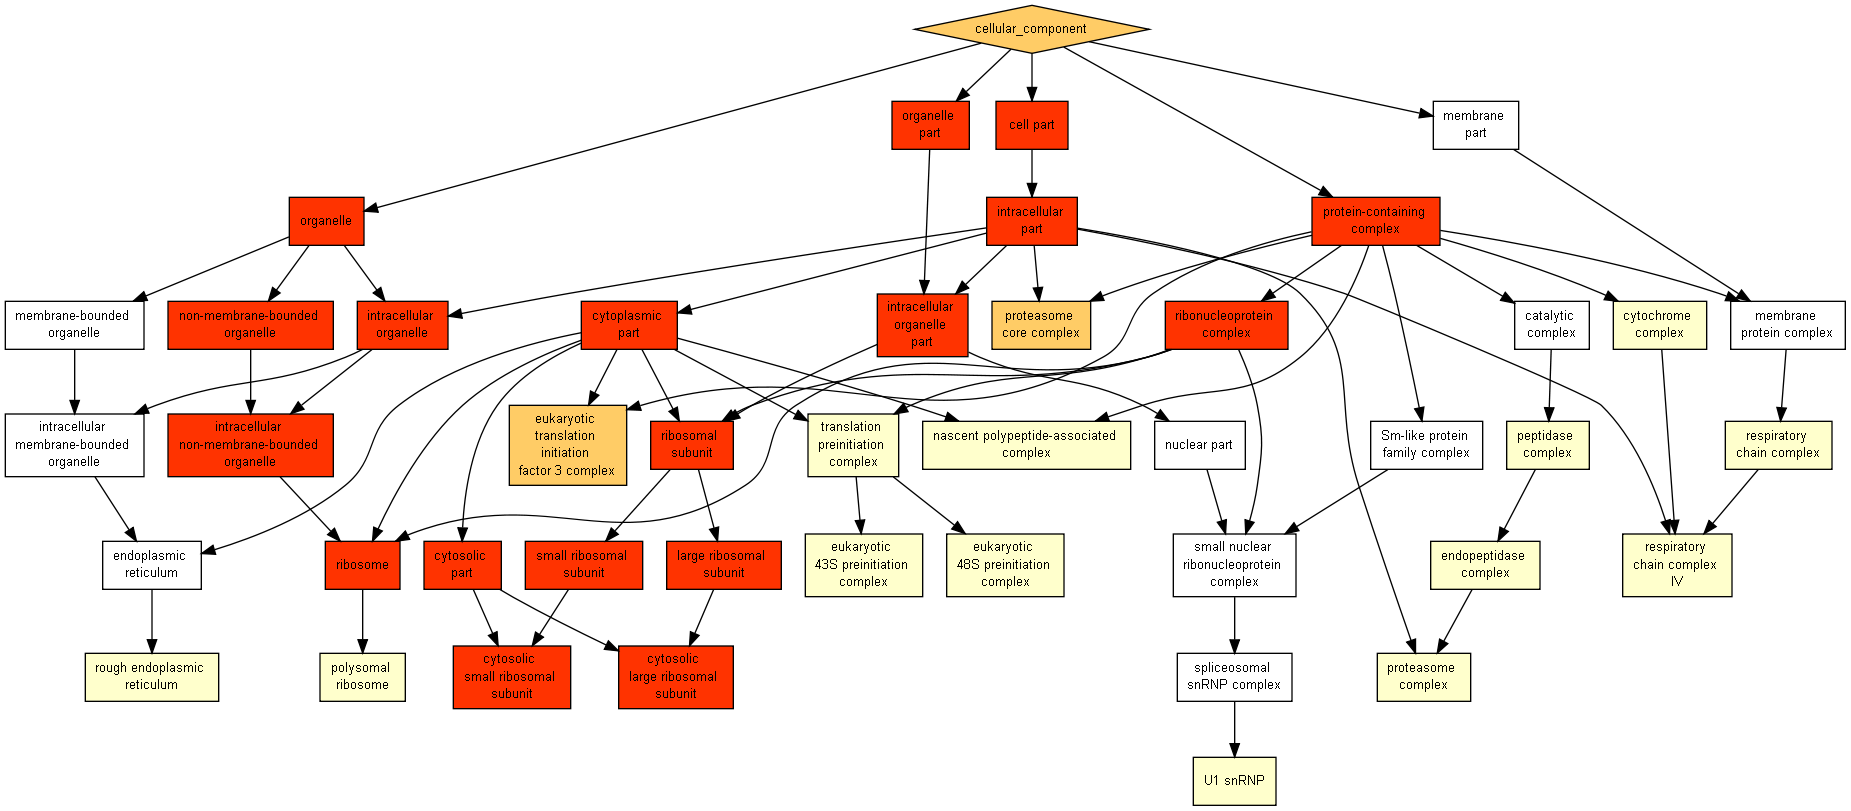 cellular_component
organelle
part
cell part
membrane
part
organelle
intracellular
part
protein-containing
complex
membrane-bounded
organelle
non-membrane-bounded
organelle
intracellular
organelle
cytoplasmic
part
intracellular
organelle
part
proteasome
core complex
ribonucleoprotein
complex
catalytic
complex
cytochrome
complex
membrane
protein complex
intracellular
membrane-bounded
organelle
intracellular
non-membrane-bounded
organelle
eukaryotic
translation
initiation
factor 3 complex
ribosomal
subunit
translation
preinitiation
complex
nascent polypeptide-associated
complex
nuclear part
Sm-like protein
family complex
peptidase
complex
respiratory
chain complex
endoplasmic
reticulum
ribosome
cytosolic
part
small ribosomal
subunit
large ribosomal
subunit
eukaryotic
43S preinitiation
complex
eukaryotic
48S preinitiation
complex
small nuclear
ribonucleoprotein
complex
endopeptidase
complex
respiratory
chain complex
IV
rough endoplasmic
reticulum
polysomal
ribosome
cytosolic
small ribosomal
subunit
cytosolic
large ribosomal
subunit
spliceosomal
snRNP complex
proteasome
complex
U1 snRNP